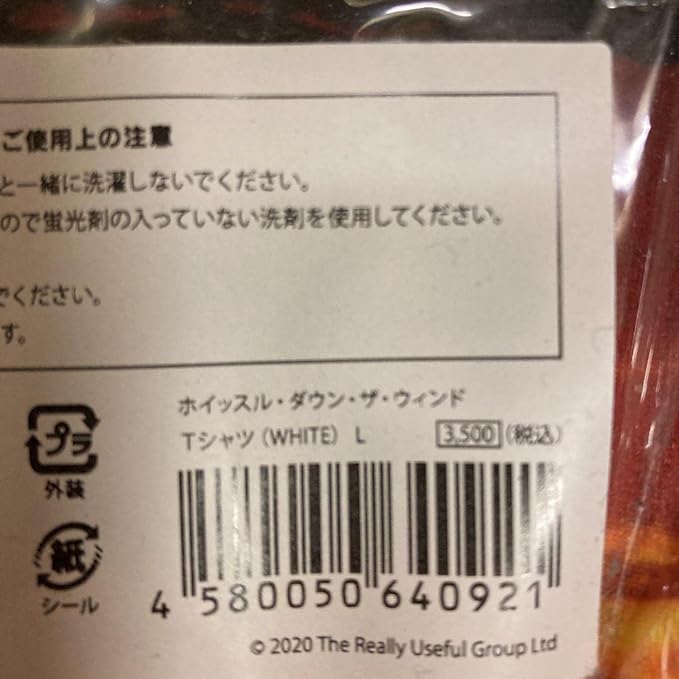 ご使用上の注意
と一緒に洗濯しないでください。
ので蛍光剤の入っていない洗剤を使用してください。
でください。
す。
ホイッスル・ダウン・ザ・ウィンド
Tシャツ（WHITE） L 3,500（税込）
プラ
外装
紙
シール
4 580050 640921
© 2020 The Really Useful Group Ltd